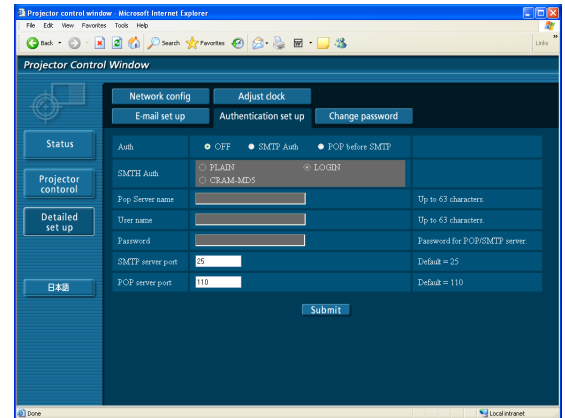 Projector control window - Microsoft Internet Explorer
File Edit View Favorites Tools Help
Back Search Favorites Links
Projector Control Window
Network config Adjust clock
E-mail set up Authentication set up Change password
Status
Projector contorol
Detailed set up
日本語
Auth OFF SMTP Auth POP before SMTP
SMTH Auth PLAIN LOGIN
CRAM-MD5
Pop Server name Up to 63 characters.
User name Up to 63 characters.
Password Password for POP/SMTP server.
SMTP server port 25 Default = 25
POP server port 110 Default = 110
Submit
Done Local intranet